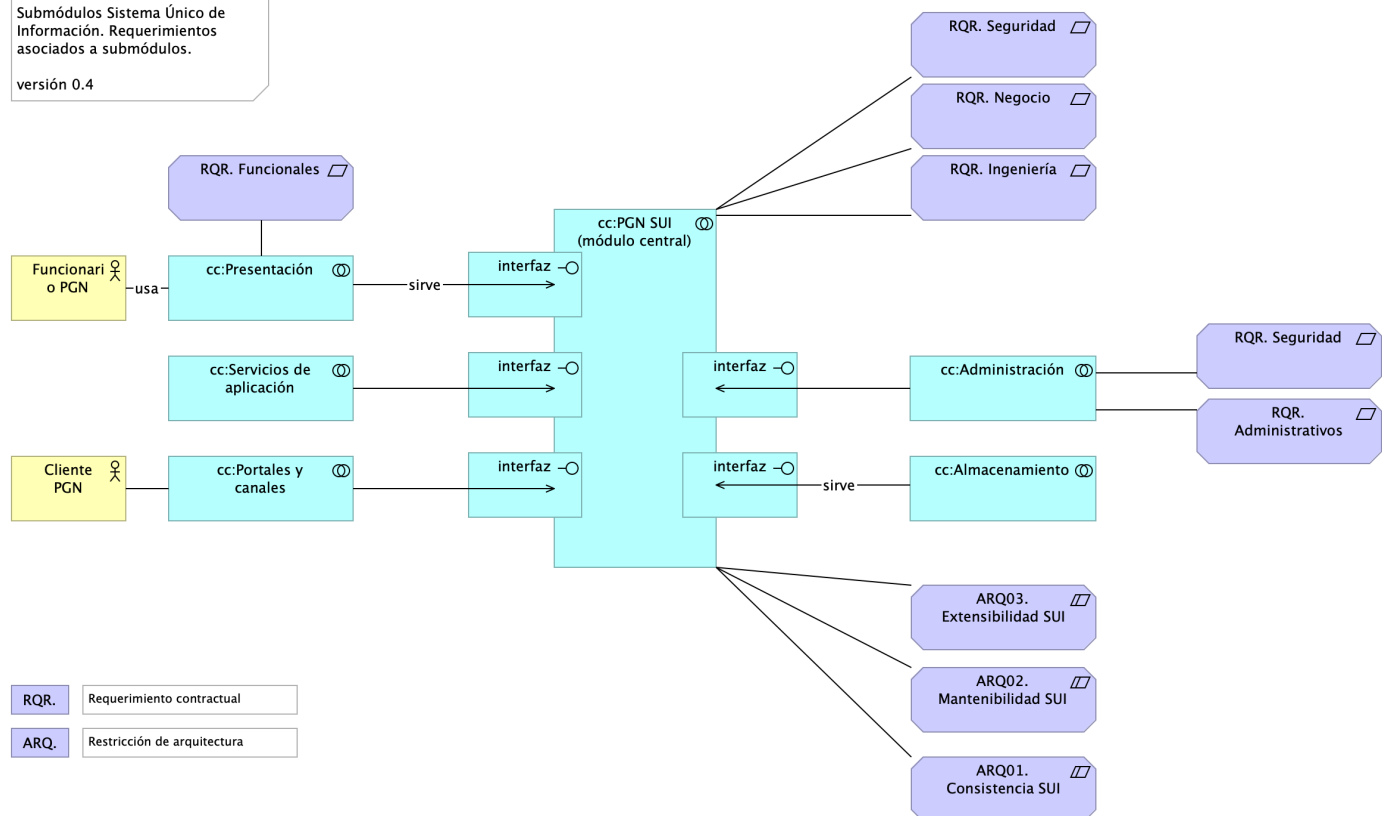 Submódulos Sistema Único de
Información. Requerimientos
asociados a submódulos.
versión 0.4
RQR. Seguridad
RQR. Negocio
RQR. Ingeniería
RQR. Funcionales
cc:PGN SUI
(módulo central)
Funcionari
o PGN
usa
cc:Presentación
sirve
interfaz
cc:Servicios de
aplicación
interfaz
interfaz
cc:Administración
RQR. Seguridad
RQR.
Administrativos
Cliente
PGN
cc:Portales y
canales
interfaz
interfaz
sirve
cc:Almacenamiento
ARQ03.
Extensibilidad SUI
ARQ02.
Mantenibilidad SUI
ARQ01.
Consistencia SUI
RQR.
Requerimiento contractual
ARQ.
Restricción de arquitectura